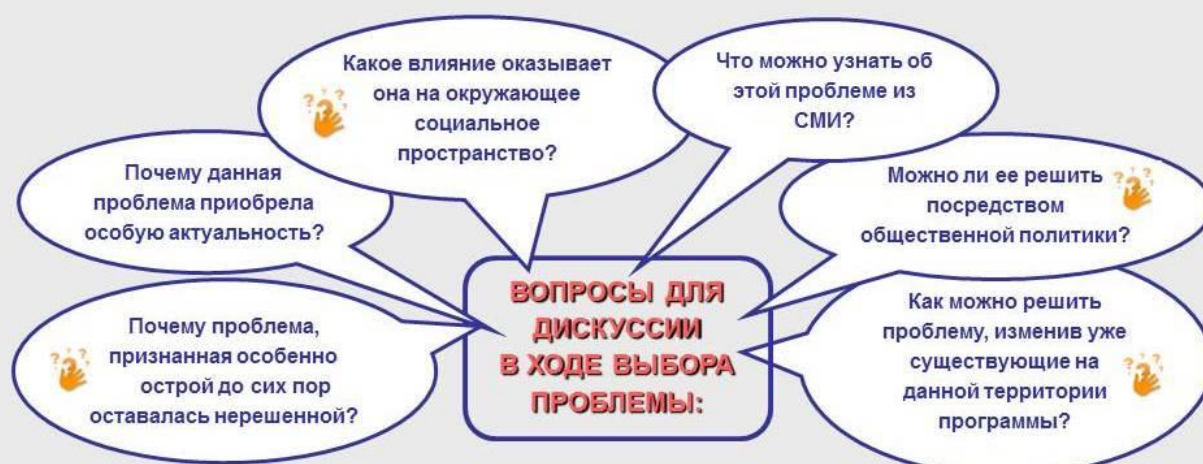 Какое влияние оказывает
она на окружающее
социальное
пространство?
Что можно узнать об
этой проблеме из
СМИ?
Почему данная
проблема приобрела
особую актуальность?
Можно ли ее решить
посредством
общественной политики?
Почему проблема,
признанная особенно
острой до сих пор
оставалась нерешенной?
ВОПРОСЫ ДЛЯ
ДИСКУССИИ
В ХОДЕ ВЫБОРА
ПРОБЛЕМЫ:
Как можно решить
проблему, изменив уже
существующие на
данной территории
программы?